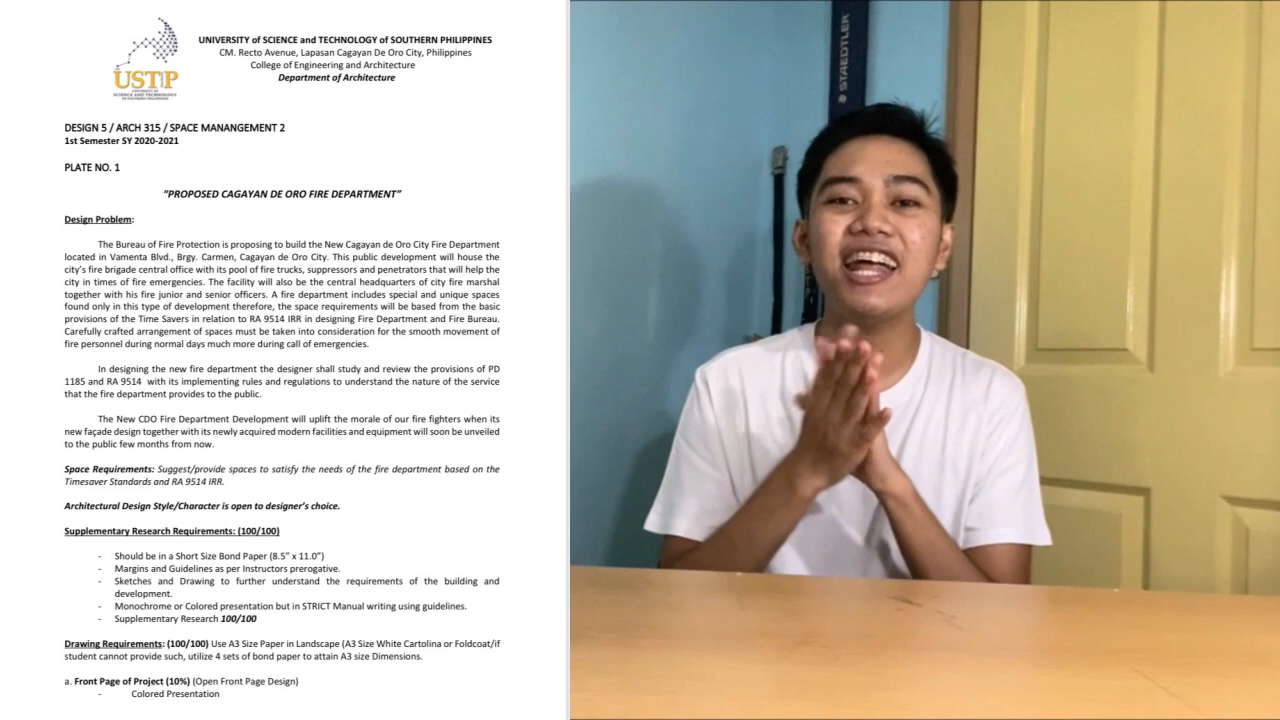 UNIVERSITY of SCIENCE and TECHNOLOGY of SOUTHERN PHILIPPINES
CM. Recto Avenue, Lapasan Cagayan De Oro City, Philippines
College of Engineering and Architecture
Department of Architecture
USTP
UNIVERSITY OF
SCIENCE AND TECHNOLOGY
OF SOUTHERN PHILIPPINES
DESIGN 5 / ARCH 315 / SPACE MANANGEMENT 2
1st Semester SY 2020-2021
PLATE NO. 1
“PROPOSED CAGAYAN DE ORO FIRE DEPARTMENT”
Design Problem:
The Bureau of Fire Protection is proposing to build the New Cagayan de Oro City Fire Department
located in Vamenta Blvd., Brgy. Carmen, Cagayan de Oro City. This public development will house the
city’s fire brigade central office with its pool of fire trucks, suppressors and penetrators that will help the
city in times of fire emergencies. The facility will also be the central headquarters of city fire marshal
together with his fire junior and senior officers. A fire department includes special and unique spaces
found only in this type of development therefore, the space requirements will be based from the basic
provisions of the Time Savers in relation to RA 9514 IRR in designing Fire Department and Fire Bureau.
Carefully crafted arrangement of spaces must be taken into consideration for the smooth movement of
fire personnel during normal days much more during call of emergencies.
In designing the new fire department the designer shall study and review the provisions of PD
1185 and RA 9514 with its implementing rules and regulations to understand the nature of the service
that the fire department provides to the public.
The New CDO Fire Department Development will uplift the morale of our fire fighters when its
new façade design together with its newly acquired modern facilities and equipment will soon be unveiled
to the public few months from now.
Space Requirements: Suggest/provide spaces to satisfy the needs of the fire department based on the
Timesaver Standards and RA 9514 IRR.
Architectural Design Style/Character is open to designer’s choice.
Supplementary Research Requirements: (100/100)
- Should be in a Short Size Bond Paper (8.5” x 11.0”)
- Margins and Guidelines as per Instructors prerogative.
- Sketches and Drawing to further understand the requirements of the building and
development.
- Monochrome or Colored presentation but in STRICT Manual writing using guidelines.
- Supplementary Research 100/100
Drawing Requirements: (100/100) Use A3 Size Paper in Landscape (A3 Size White Cartolina or Foldcoat/if
student cannot provide such, utilize 4 sets of bond paper to attain A3 size Dimensions.
a. Front Page of Project (10%) (Open Front Page Design)
- Colored Presentation
STAEDTLER